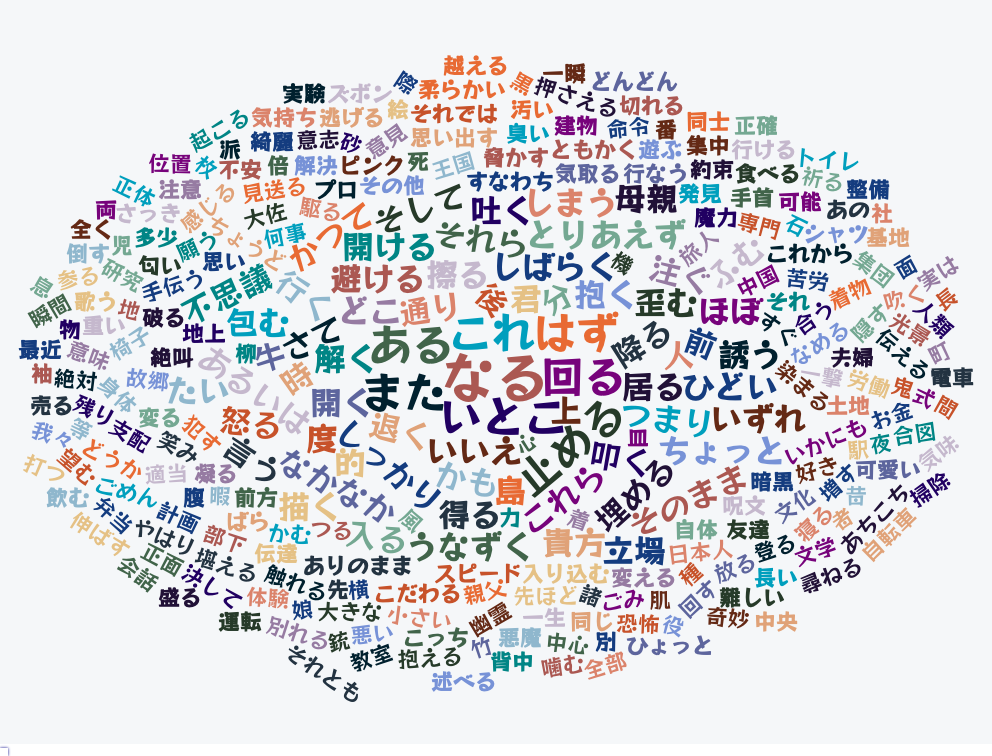 越える
一瞬
どんどん
実験
ズボン
際
柔らかい
黒
押さえる
切れる
起こる
気持ち
逃げる
絵
それでは
汚い
建物
命令
番
同士
正確
派
綺麗
意志
砂
意見
思い出す
臭い
脅かす
ともかく
遊ぶ
集中
行ける
トイレ
位置
不安
倍
解決
ピンク
死
王国
気取る
行なう
約束
食べる
祈る
正体
注意
見送る
プロ
その他
すなわち
母親
発見
手首
可能
整備
両
さっき
感じる
大佐
駆る
かつて
そして
吐く
しまう
魔力
専門
石
あの
社
全く
児
多少
願う
ちょうど
何事
開ける
それら
とりあえず
旅人
シャツ
基地
倒す
匂い
思い
不思議
避ける
擦る
しばらく
機
注ぐ
ふむ
これから
集団
面
息
参る
研究
手伝う
行く
どこ
通り
後
君
分
抱く
歪む
中国
苦労
着物
吹く
実は
長
瞬間
歌う
地
破る
包む
さて
ある
これ
はず
ほぼ
それ
すぐ
合う
隠す
光景
人類
物
重い
椅子
地上
柳
牛
解く
降る
人
前
誘う
なめる
伝える
町
最近
意味
絶叫
あるいは
時
また
なる
回る
居る
ひどい
染まる
夫婦
一撃
労働
鬼
式
電車
袖
絶対
身体
故郷
たい
開く
いとこ
上
止める
つまり
いずれ
土地
お金
間
売る
残り
支配
変る
犯す
怒る
度
退く
いいえ
心
叩く
皿
ちょっと
いかにも
駅
夜
合図
我々
等
どうか
笑み
言う
しっかり
的
なかなか
かも
島
これら
埋める
そのまま
暗黒
好き
増す
可愛い
気味
打つ
望む
ごめん
適当
凝る
腹
暇
前方
描く
得る
力
着
呪文
文化
昔
あちこち
掃除
飲む
弁当
計画
ばら
かむ
つる
入る
風
うなずく
貴方
立場
自体
友達
登る
寝る
者
自転車
伸ばす
やはり
部下
伝達
ありのまま
スピード
入り込む
変える
日本人
種
放る
文学
尋ねる
会話
正面
決して
堪える
触れる
先
横
こだわる
親父
先ほど
諸
ごみ
肌
回す
長い
難しい
盛る
体験
娘
大きな
小さい
幽霊
一生
同じ
恐怖
役
奇妙
中央
運転
別れる
銃
悪い
こっち
竹
悪魔
中心
別
ひょっと
それとも
教室
抱える
背中
噛む
全部
述べる